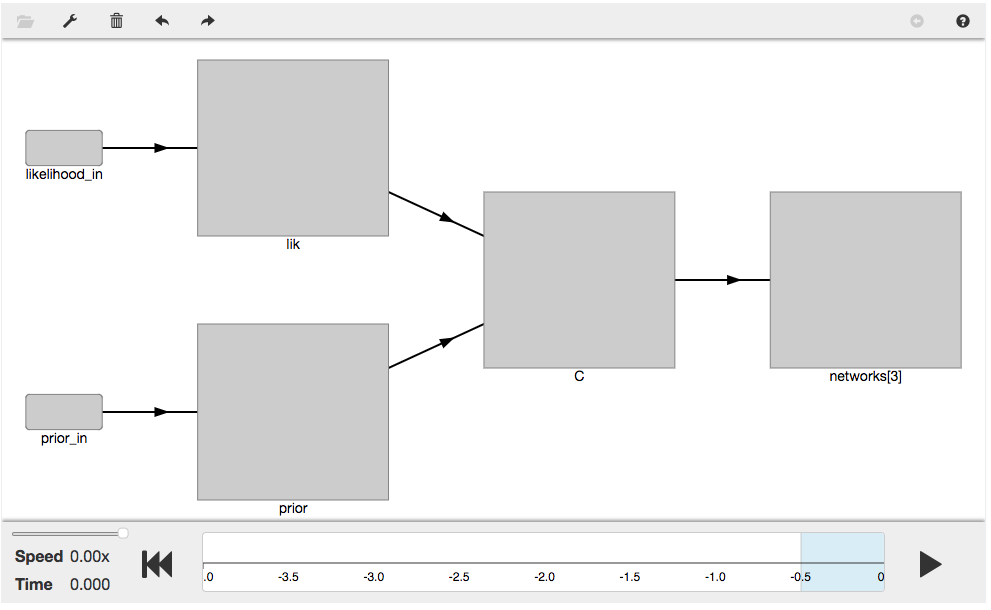 likelihood_in
lik
C
networks[3]
prior_in
prior
Speed 0.00x
Time 0.000
.0 -3.5 -3.0 -2.5 -2.0 -1.5 -1.0 -0.5 0